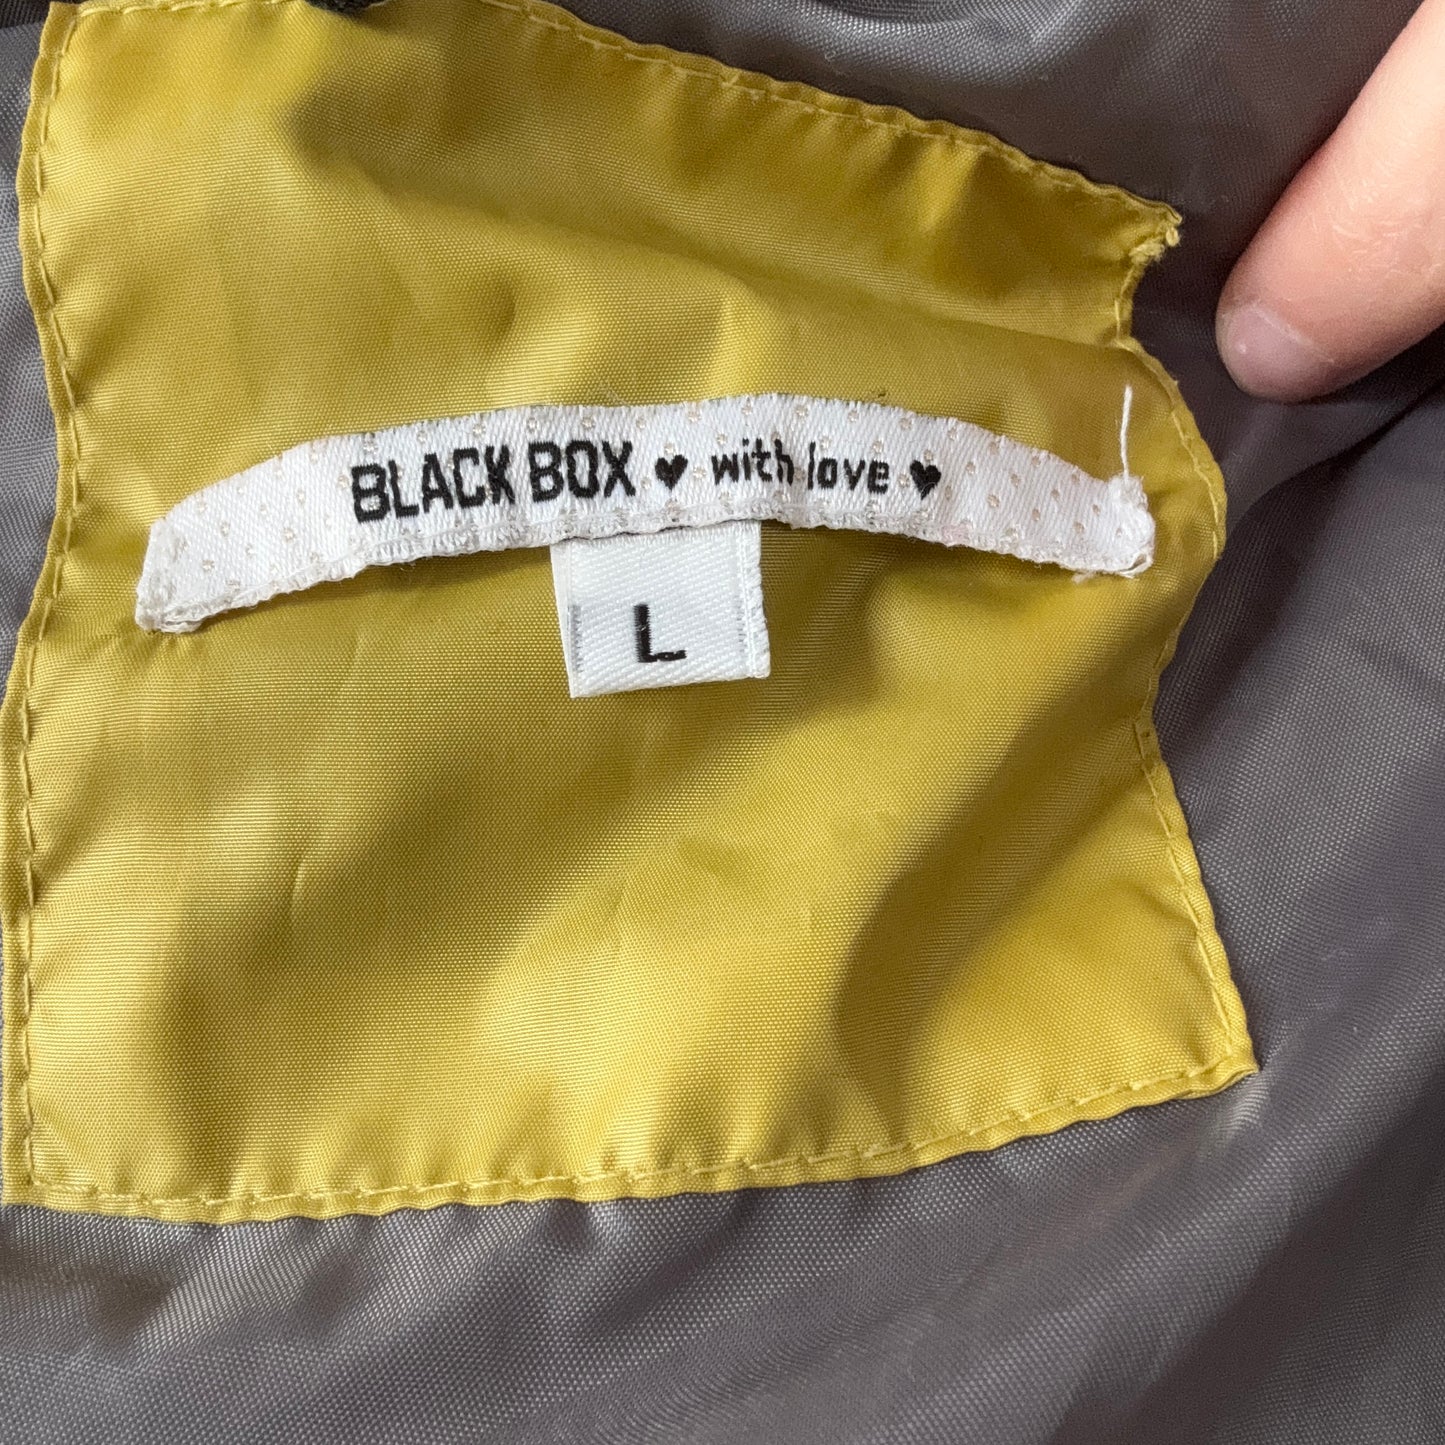 BLACK BOX ♥ with love ♥
L